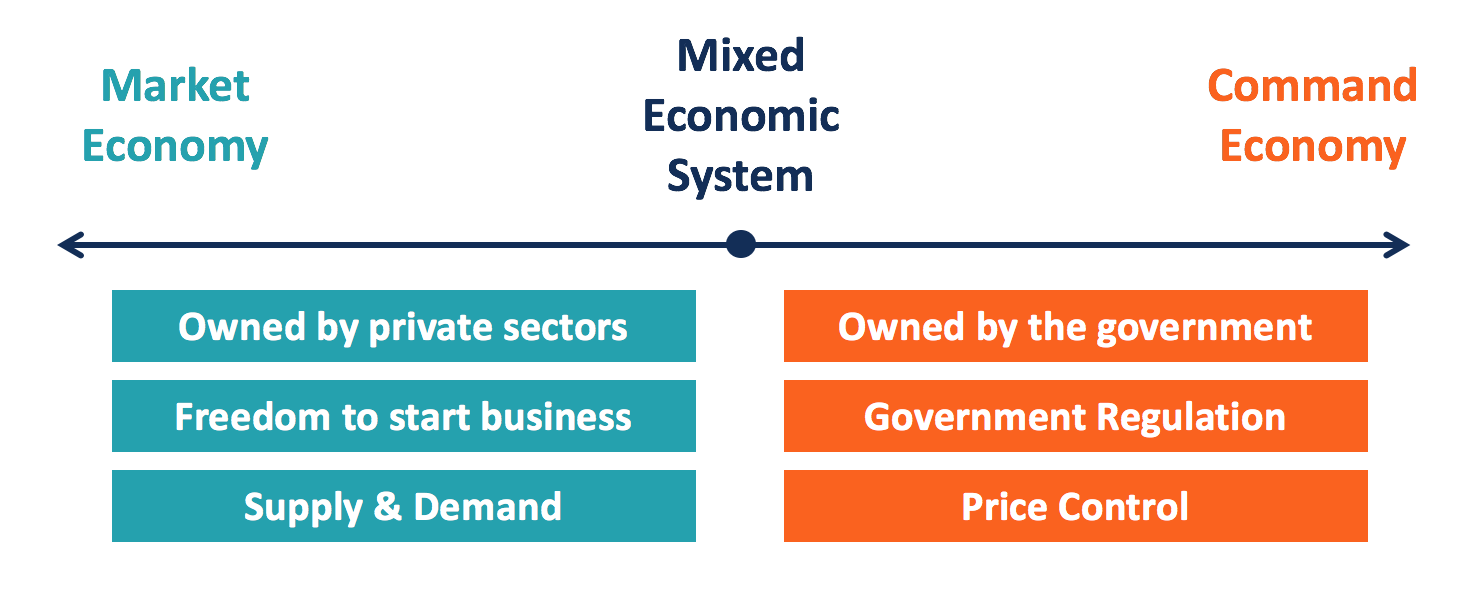 Market
Economy
Mixed
Economic
System
Command
Economy
Owned by private sectors
Freedom to start business
Supply & Demand
Owned by the government
Government Regulation
Price Control